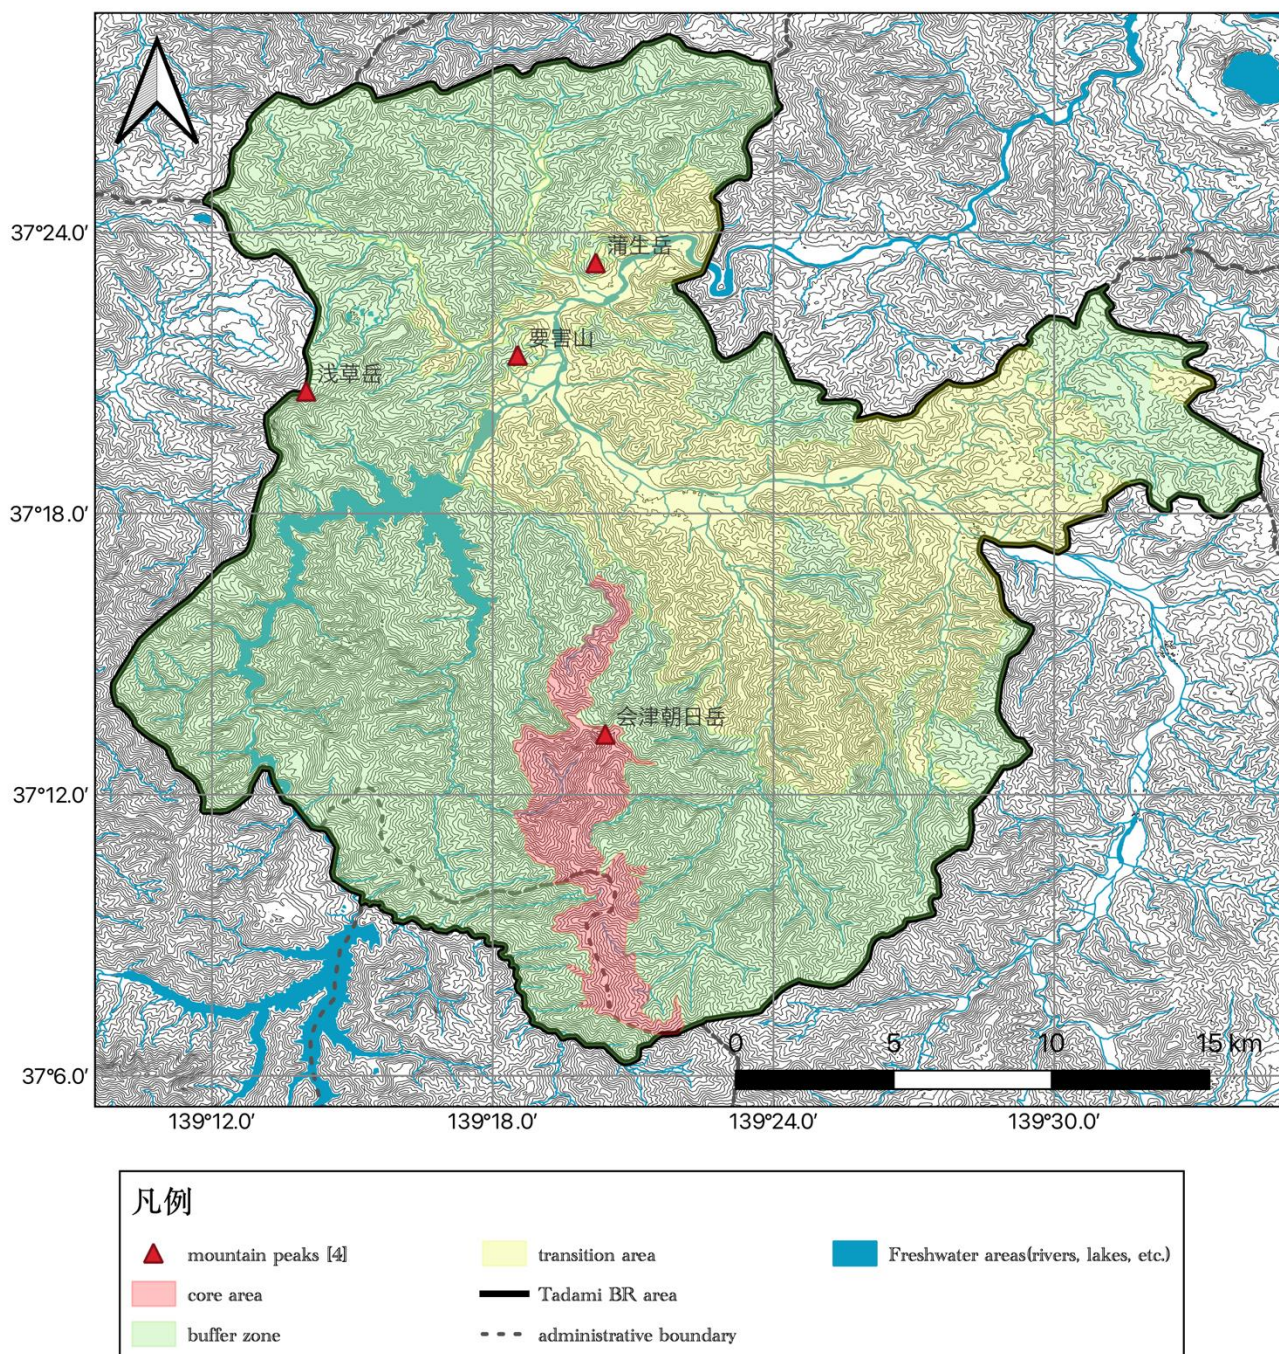 37°24.0′
蒲生岳
要害山
浅草岳
37°18.0′
会津朝日岳
37°12.0′
0 5 10 15 km
37°6.0′
139°12.0′ 139°18.0′ 139°24.0′ 139°30.0′
凡例
mountain peaks [4] transition area Freshwater areas(rivers, lakes, etc.)
core area Tadami BR area
buffer zone administrative boundary